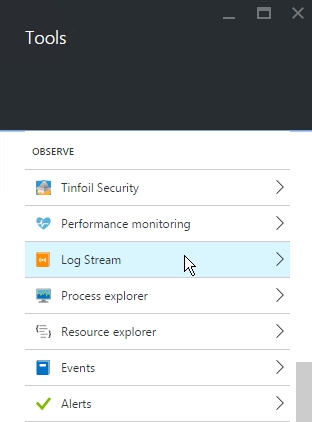 Tools
OBSERVE
Tinfoil Security
Performance monitoring
Log Stream
Process explorer
Resource explorer
Events
Alerts